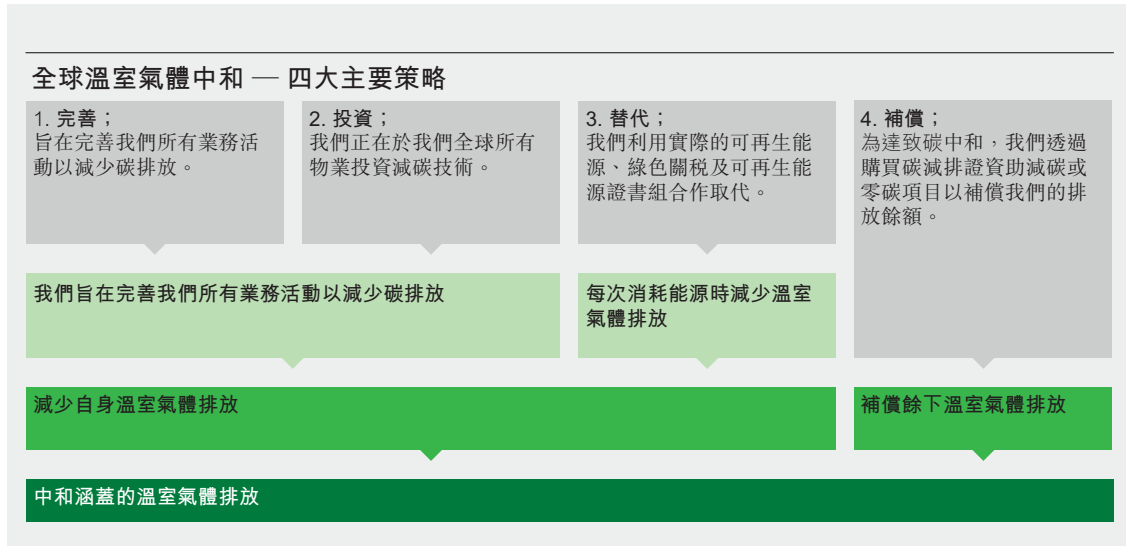 全球溫室氣體中和 — 四大主要策略
1. 完善；
旨在完善我們所有業務活
動以減少碳排放。
2. 投資；
我們正在於我們全球所有
物業投資減碳技術。
3. 替代；
我們利用實際的可再生能
源、綠色關税及可再生能
源證書組合作取代。
4. 補償；
為達致碳中和，我們透過
購買碳減排證資助減碳或
零碳項目以補償我們的排
放餘額。
我們旨在完善我們所有業務活動以減少碳排放
每次消耗能源時減少溫室
氣體排放
減少自身溫室氣體排放
補償餘下溫室氣體排放
中和涵蓋的溫室氣體排放